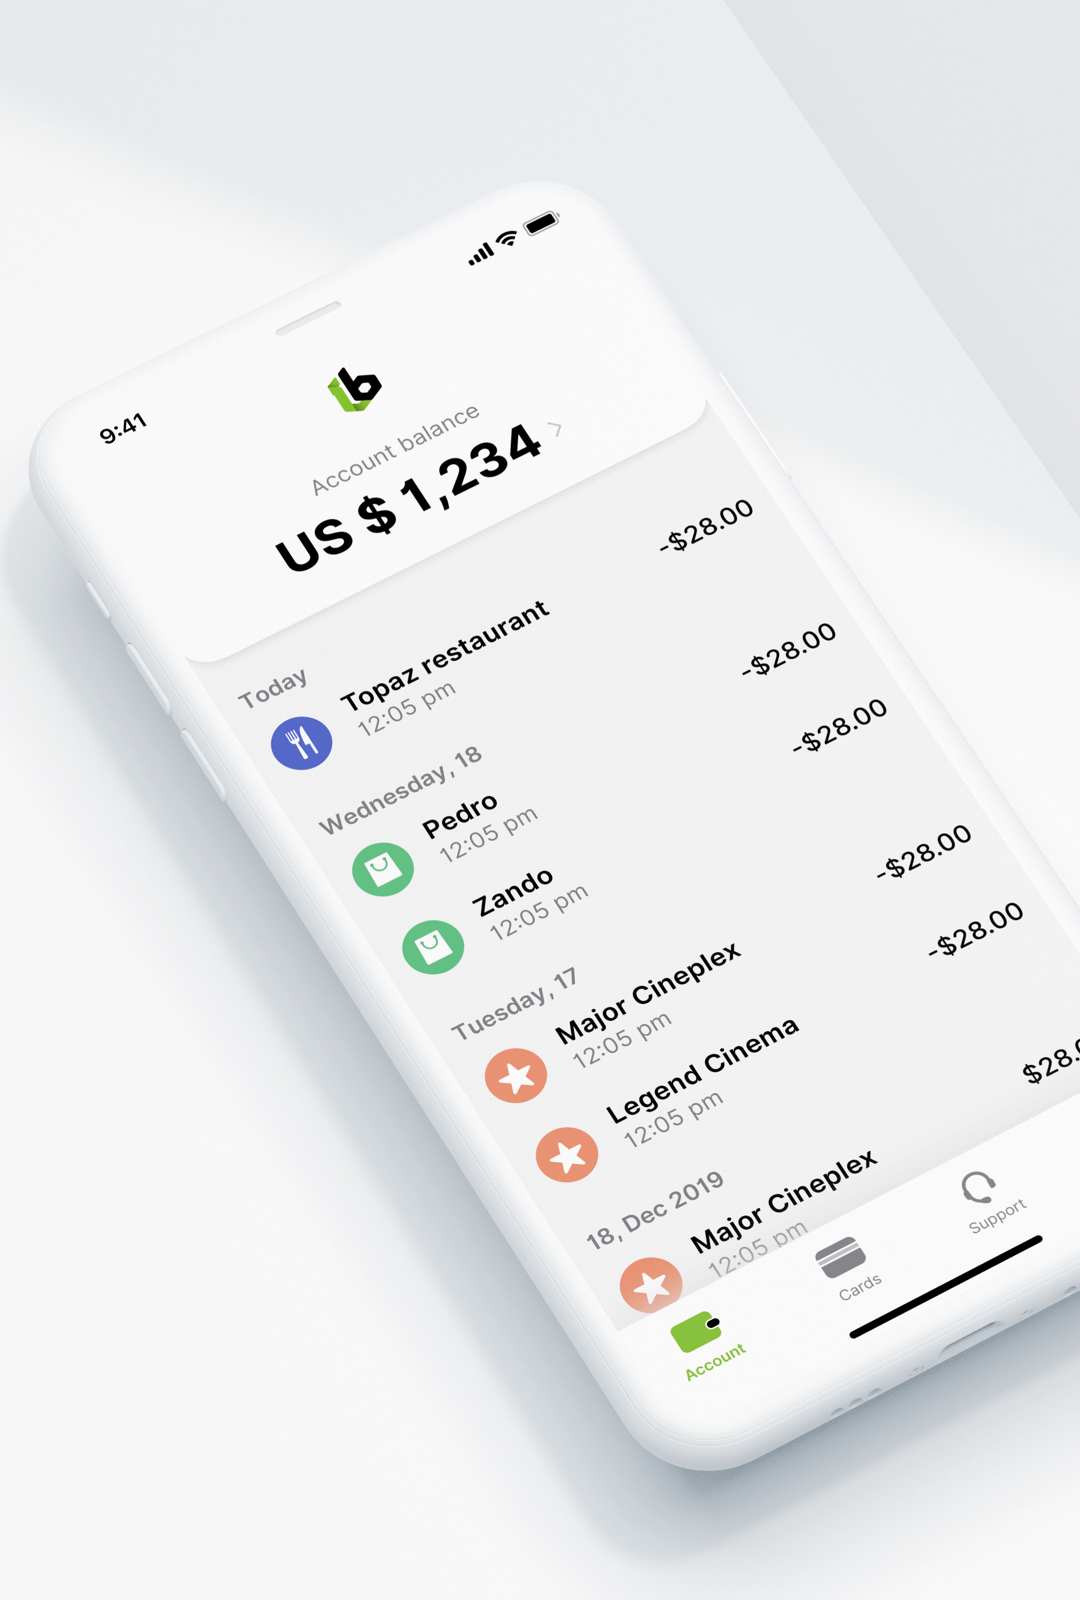 9:41
Account balance
US $ 1,234
Today
Topaz restaurant
-$28.00
12:05 pm
Wednesday, 18
Pedro
-$28.00
12:05 pm
Zando
-$28.00
12:05 pm
Tuesday, 17
Major Cineplex
-$28.00
12:05 pm
Legend Cinema
-$28.00
12:05 pm
18, Dec 2019
Major Cineplex
12:05 pm
Account
Cards
Support